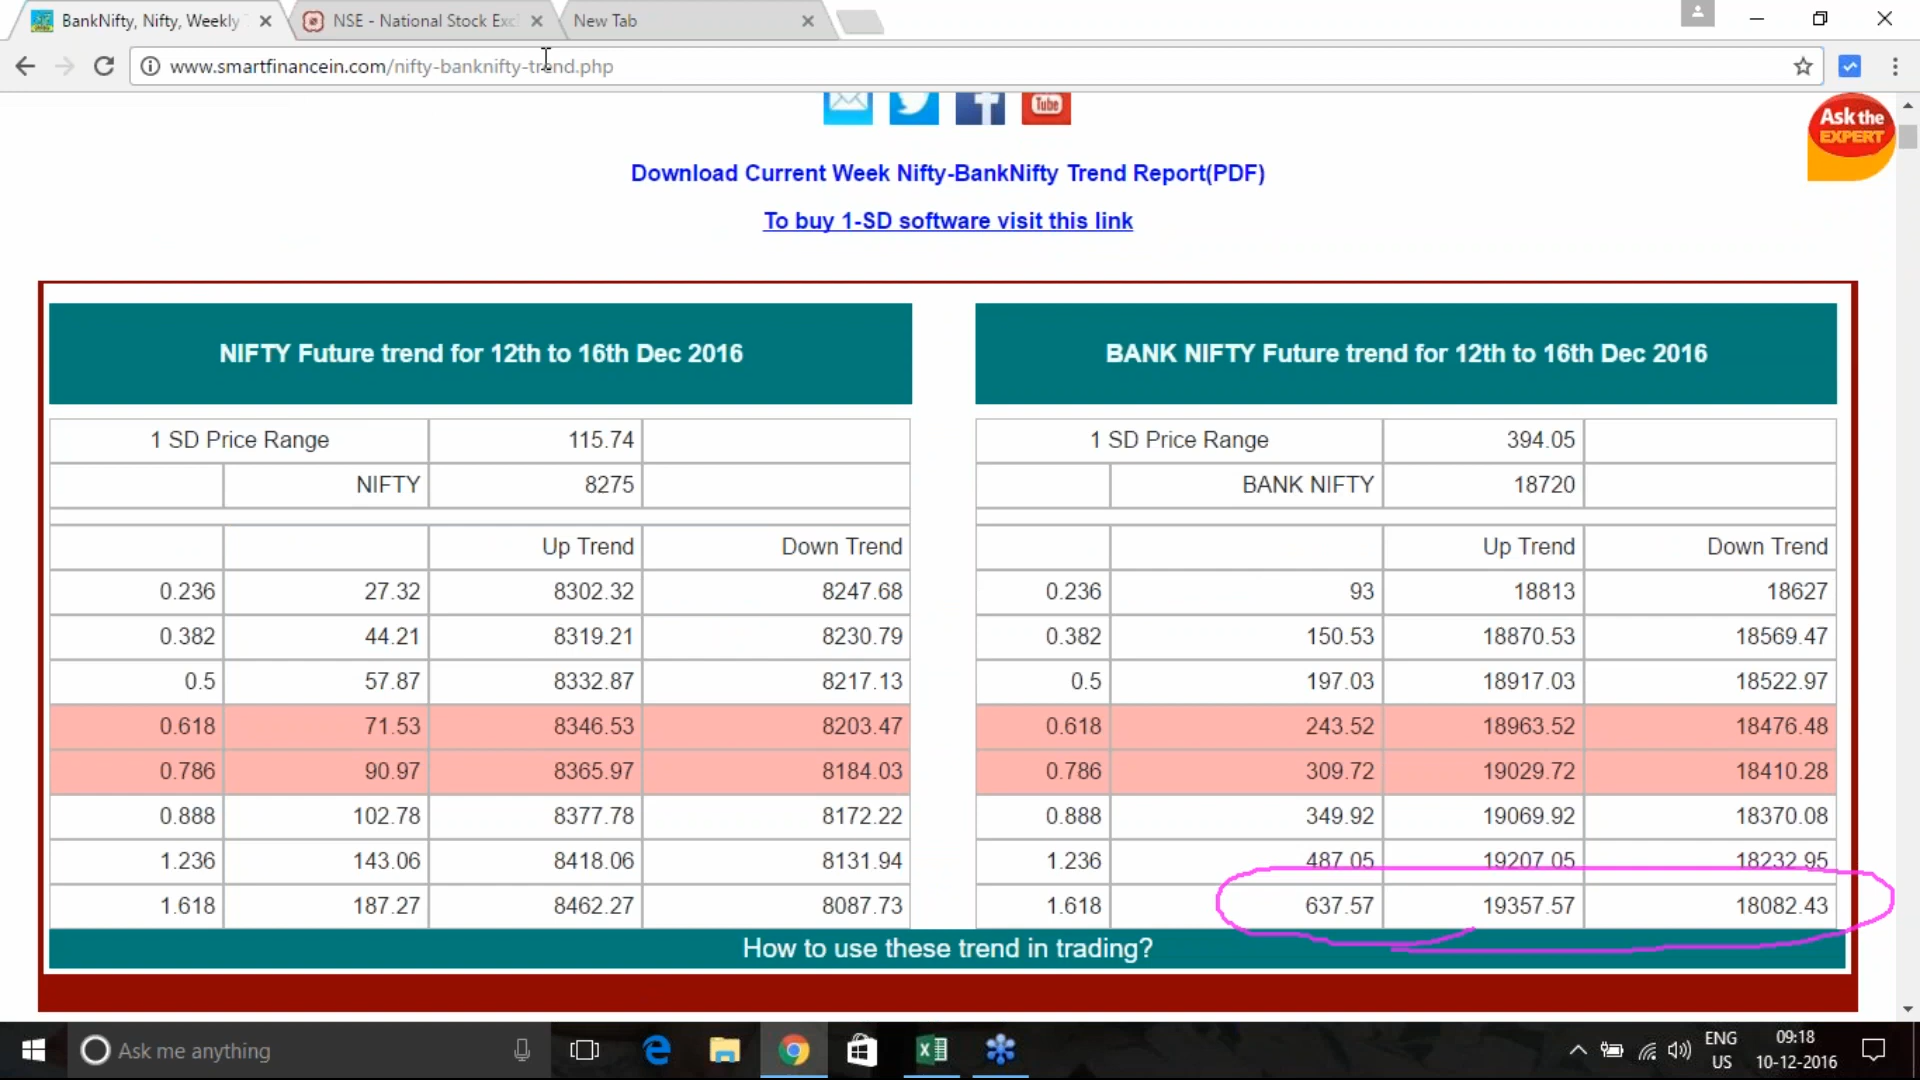 BankNifty, Nifty, Weekly
NSE - National Stock Exc
New Tab
www.smartfinancein.com/nifty-banknifty-trend.php
Tube
Ask the
EXPERT
Download Current Week Nifty-BankNifty Trend Report(PDF)
To buy 1-SD software visit this link
NIFTY Future trend for 12th to 16th Dec 2016
1 SD Price Range 115.74
NIFTY 8275
Up Trend Down Trend
0.236 27.32 8302.32 8247.68
0.382 44.21 8319.21 8230.79
0.5 57.87 8332.87 8217.13
0.618 71.53 8346.53 8203.47
0.786 90.97 8365.97 8184.03
0.888 102.78 8377.78 8172.22
1.236 143.06 8418.06 8131.94
1.618 187.27 8462.27 8087.73
BANK NIFTY Future trend for 12th to 16th Dec 2016
1 SD Price Range 394.05
BANK NIFTY 18720
Up Trend Down Trend
0.236 93 18813 18627
0.382 150.53 18870.53 18569.47
0.5 197.03 18917.03 18522.97
0.618 243.52 18963.52 18476.48
0.786 309.72 19029.72 18410.28
0.888 349.92 19069.92 18370.08
1.236 487.05 19207.05 18232.95
1.618 637.57 19357.57 18082.43
How to use these trend in trading?
Ask me anything
ENG
US
09:18
10-12-2016